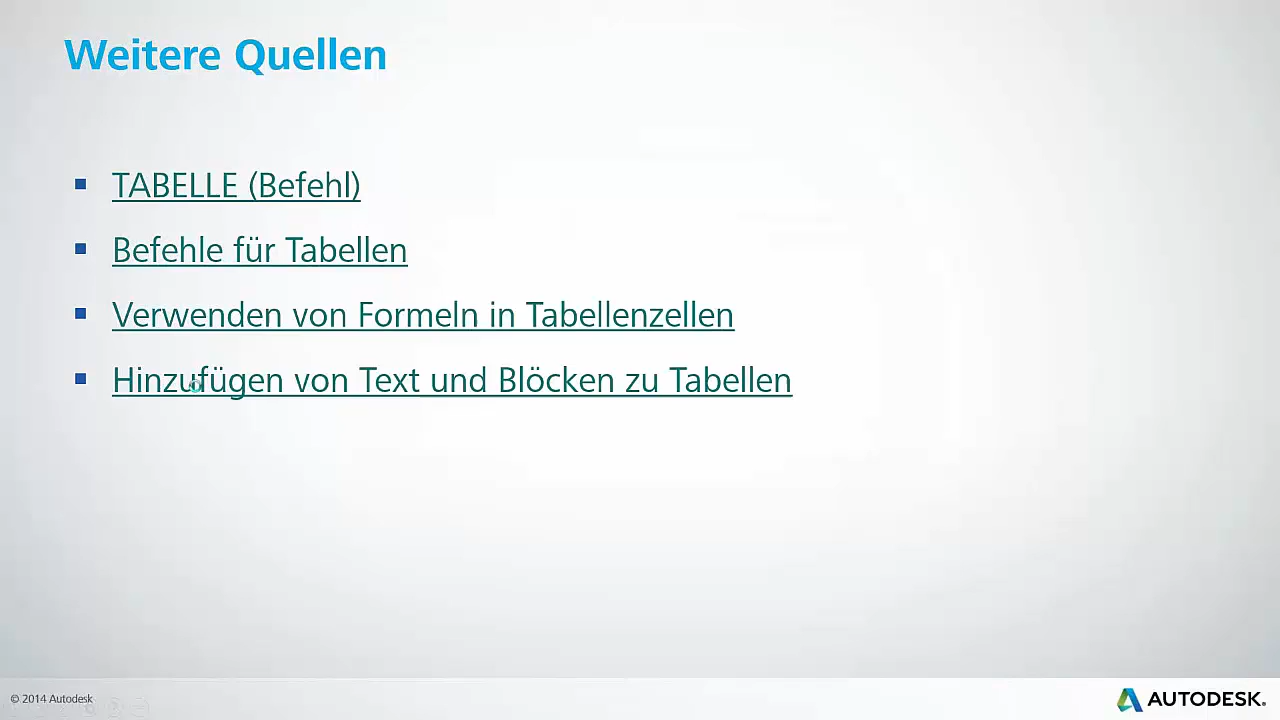 Weitere Quellen
TABELLE (Befehl)
Befehle für Tabellen
Verwenden von Formeln in Tabellenzellen
Hinzufügen von Text und Blöcken zu Tabellen
© 2014 Autodesk
AUTODESK.